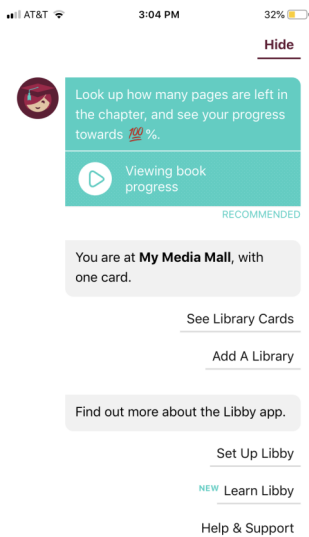 AT&T 3:04 PM 32%
Hide
Look up how many pages are left in
the chapter, and see your progress
towards 💯%.
Viewing book
progress
RECOMMENDED
You are at My Media Mall, with
one card.
See Library Cards
Add A Library
Find out more about the Libby app.
Set Up Libby
NEW Learn Libby
Help & Support